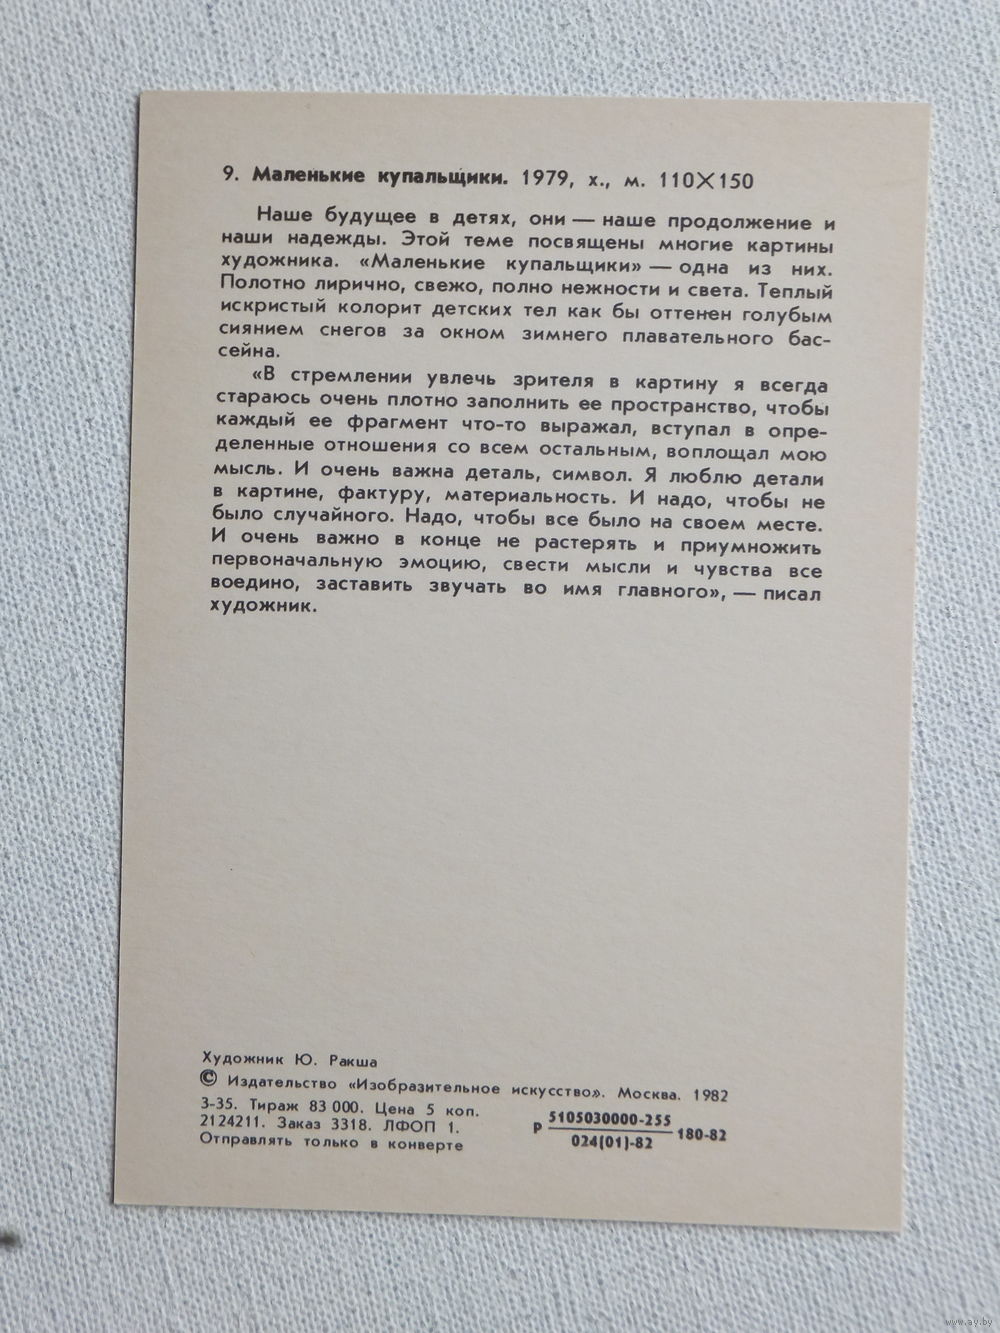 9. Маленькие купальщики. 1979, х., м. 110×150
Наше будущее в детях, они — наше продолжение и
наши надежды. Этой теме посвящены многие картины
художника. «Маленькие купальщики» — одна из них.
Полотно лирично, свежо, полно нежности и света. Теплый
искристый колорит детских тел как бы оттенен голубым
сиянием снегов за окном зимнего плавательного бас-
сейна.
«В стремлении увлечь зрителя в картину я всегда
стараюсь очень плотно заполнить ее пространство, чтобы
каждый ее фрагмент что-то выражал, вступал в опре-
деленные отношения со всем остальным, воплощал мою
мысль. И очень важна деталь, символ. Я люблю детали
в картине, фактуру, материальность. И надо, чтобы не
было случайного. Надо, чтобы все было на своем месте.
И очень важно в конце не растерять и приумножить
первоначальную эмоцию, свести мысли и чувства все
воедино, заставить звучать во имя главного», — писал
художник.
Художник Ю. Ракша
© Издательство «Изобразительное искусство». Москва. 1982
3-35. Тираж 83 000. Цена 5 коп.
2124211. Заказ 3318. ЛФОП 1.
Отправлять только в конверте
Р 5105030000-255
024(01)-82 180-82
www.ay.by